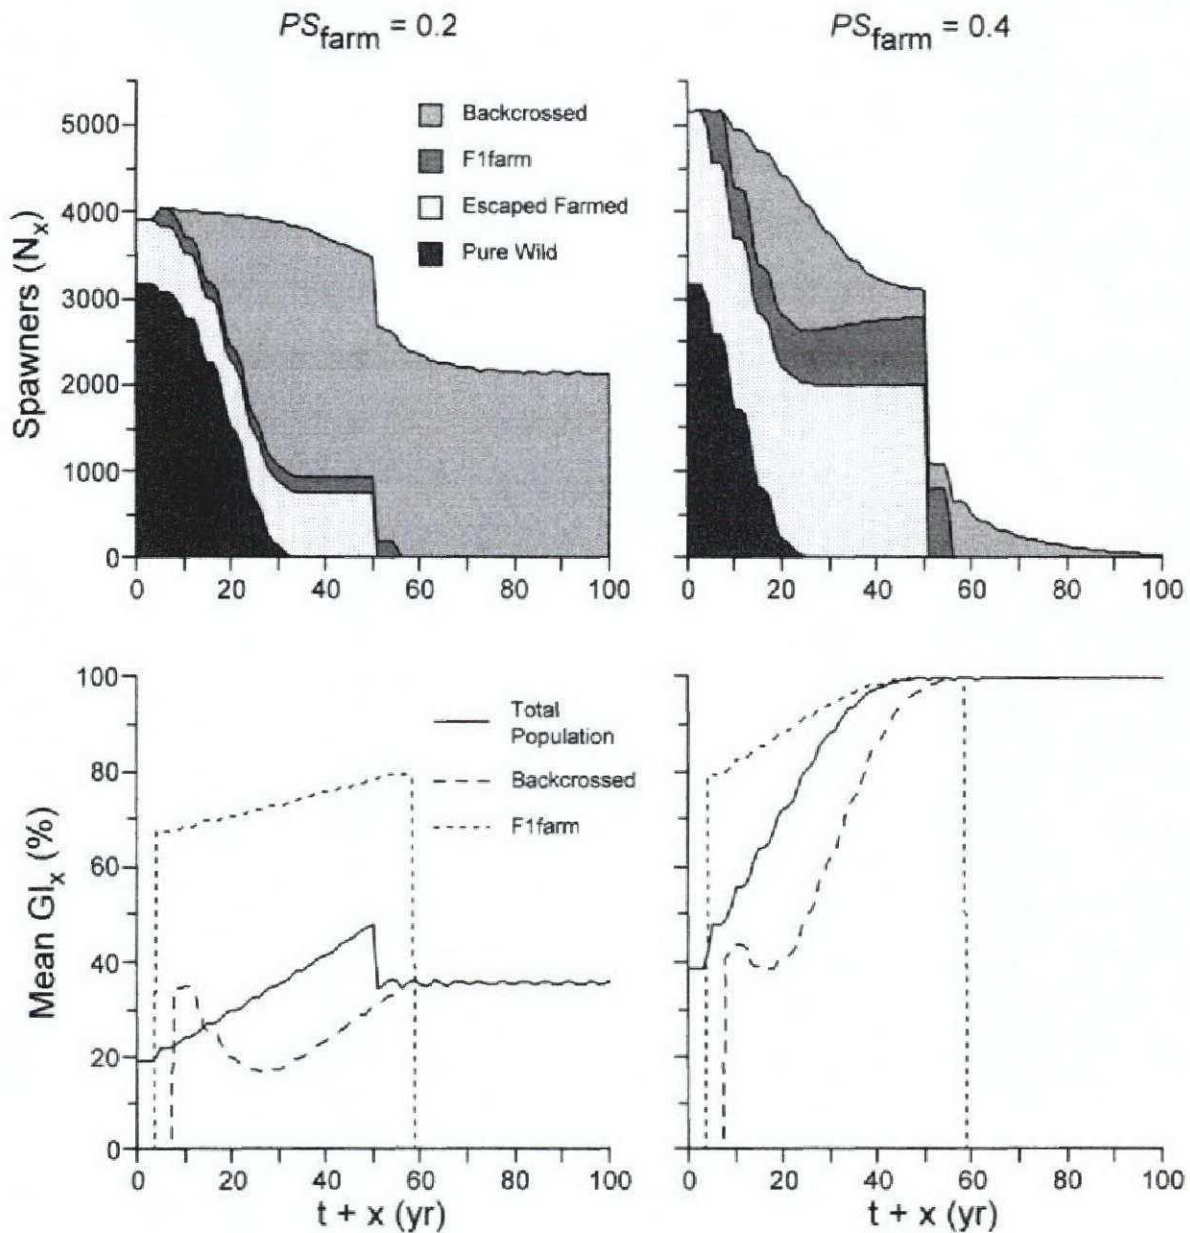 PSfarm = 0.2
PSfarm = 0.4
Spawners (Nx)
5000
4000
3000
2000
1000
0
Backcrossed
F1farm
Escaped Farmed
Pure Wild
0 20 40 60 80 100
0 20 40 60 80 100
Mean GIx (%)
100
80
60
40
20
0
Total
Population
Backcrossed
F1farm
0 20 40 60 80 100
t + x (yr)
0 20 40 60 80 100
t + x (yr)